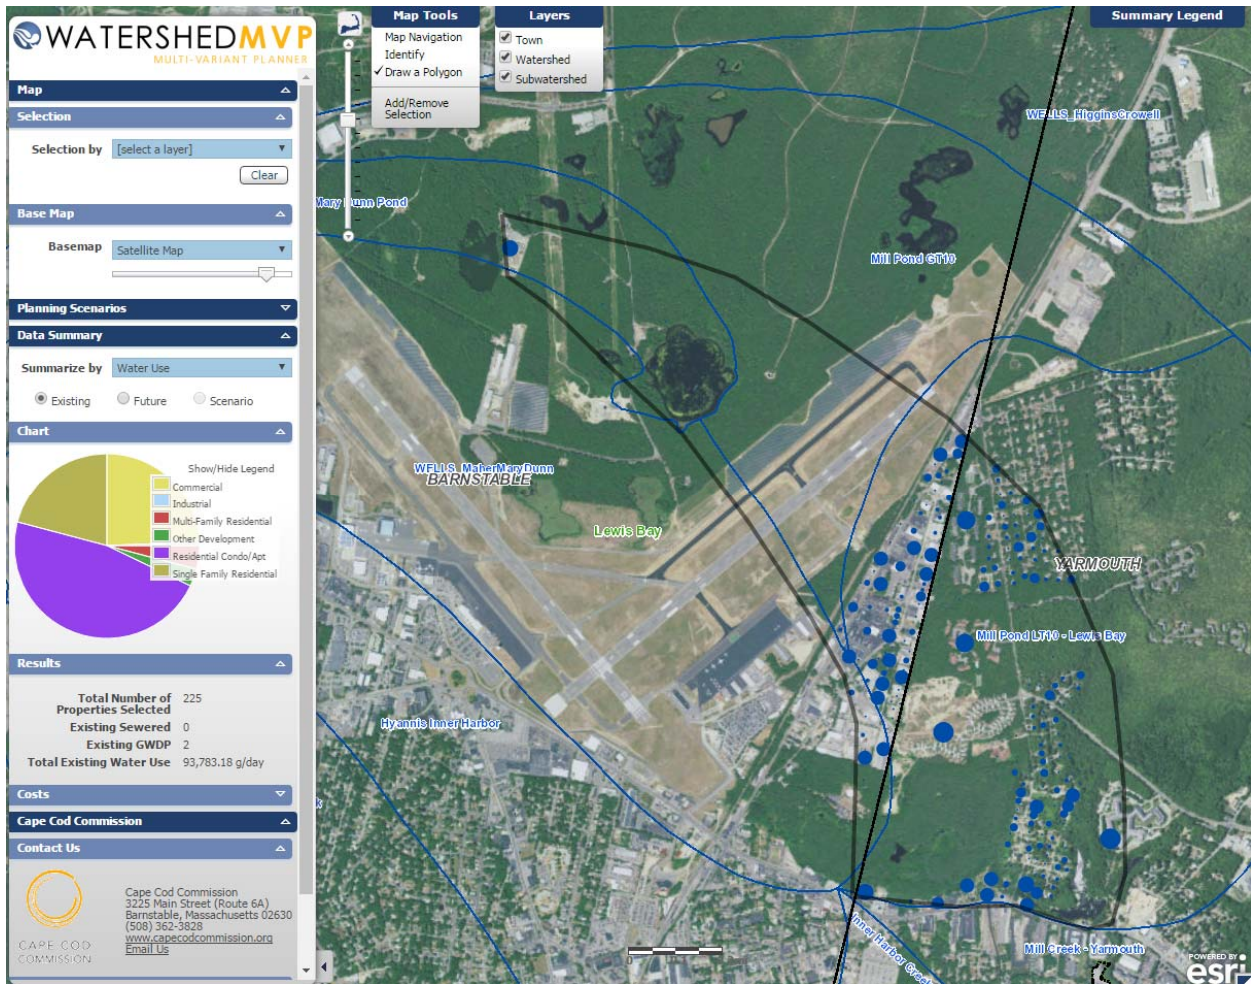 WATERSHEDMVP
MULTI-VARIANT PLANNER
Map
Selection
Selection by [select a layer]
Clear
Base Map
Basemap Satellite Map
Planning Scenarios
Data Summary
Summarize by Water Use
Existing Future Scenario
Chart
Show/Hide Legend
Commercial
Industrial
Multi-Family Residential
Other Development
Residential Condo/Apt
Single Family Residential
Results
Total Number of Properties Selected 225
Existing Sewered 0
Existing GWDP 2
Total Existing Water Use 93,783.18 g/day
Costs
Cape Cod Commission
Contact Us
CAPE COD
COMMISSION
Cape Cod Commission
3225 Main Street (Route 6A)
Barnstable, Massachusetts 02630
(508) 362-3828
www.capecodcommission.org
Email Us
Map Tools
Map Navigation
Identify
Draw a Polygon
Add/Remove
Selection
Layers
Town
Watershed
Subwatershed
Summary Legend
WELLS_HigginsCrowell
Mary Dunn Pond
Mill Pond GT10
WELLS_MaherMaryDunn
BARNSTABLE
Lewis Bay
YARMOUTH
Mill Pond LT10 - Lewis Bay
Hyannis Inner Harbor
Inner Harbor Creek
Mill Creek - Yarmouth
POWERED BY
esri